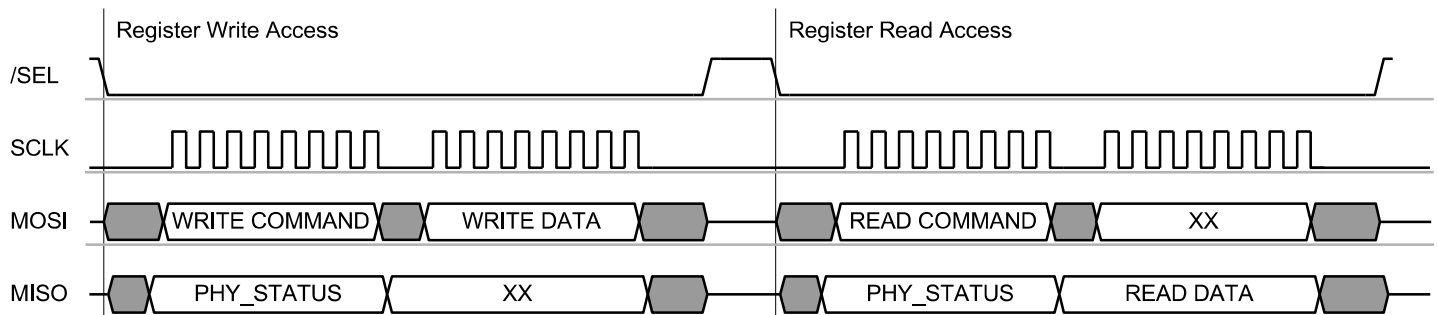 Register Write Access Register Read Access
/SEL
SCLK
MOSI WRITE COMMAND WRITE DATA READ COMMAND XX
MISO PHY_STATUS XX PHY_STATUS READ DATA